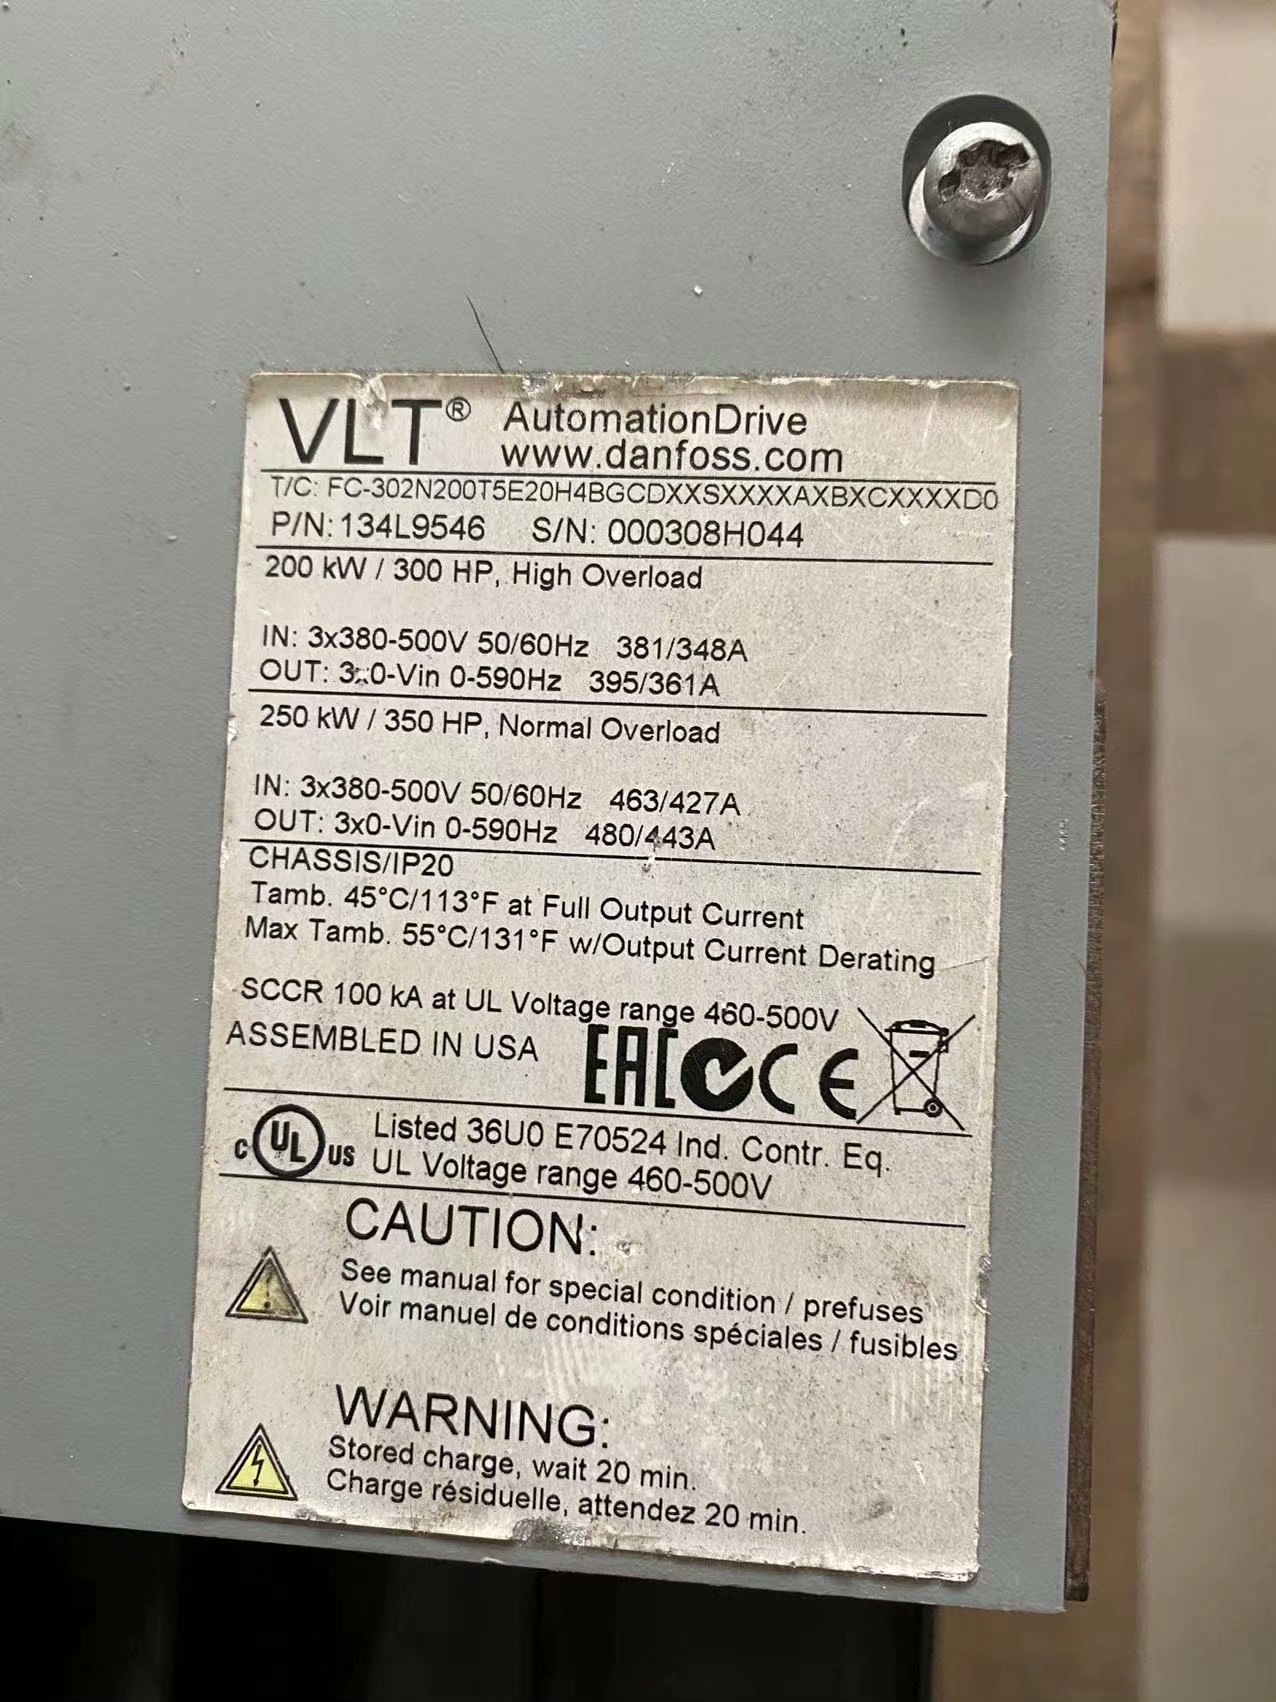 VLT® AutomationDrive
www.danfoss.com
T/C: FC-302N200T5E20H4BGCDXXSXXXXAXBXCXXXXD0
P/N: 134L9546 S/N: 000308H044
200 kW / 300 HP, High Overload
IN: 3x380-500V 50/60Hz 381/348A
OUT: 3x0-Vin 0-590Hz 395/361A
250 kW / 350 HP, Normal Overload
IN: 3x380-500V 50/60Hz 463/427A
OUT: 3x0-Vin 0-590Hz 480/443A
CHASSIS/IP20
Tamb. 45°C/113°F at Full Output Current
Max Tamb. 55°C/131°F w/Output Current Derating
SCCR 100 kA at UL Voltage range 460-500V
ASSEMBLED IN USA EAC CE
c UL US Listed 36U0 E70524 Ind. Contr. Eq.
UL Voltage range 460-500V
CAUTION:
See manual for special condition / prefuses
Voir manuel de conditions spéciales / fusibles
WARNING:
Stored charge, wait 20 min.
Charge résiduelle, attendez 20 min.